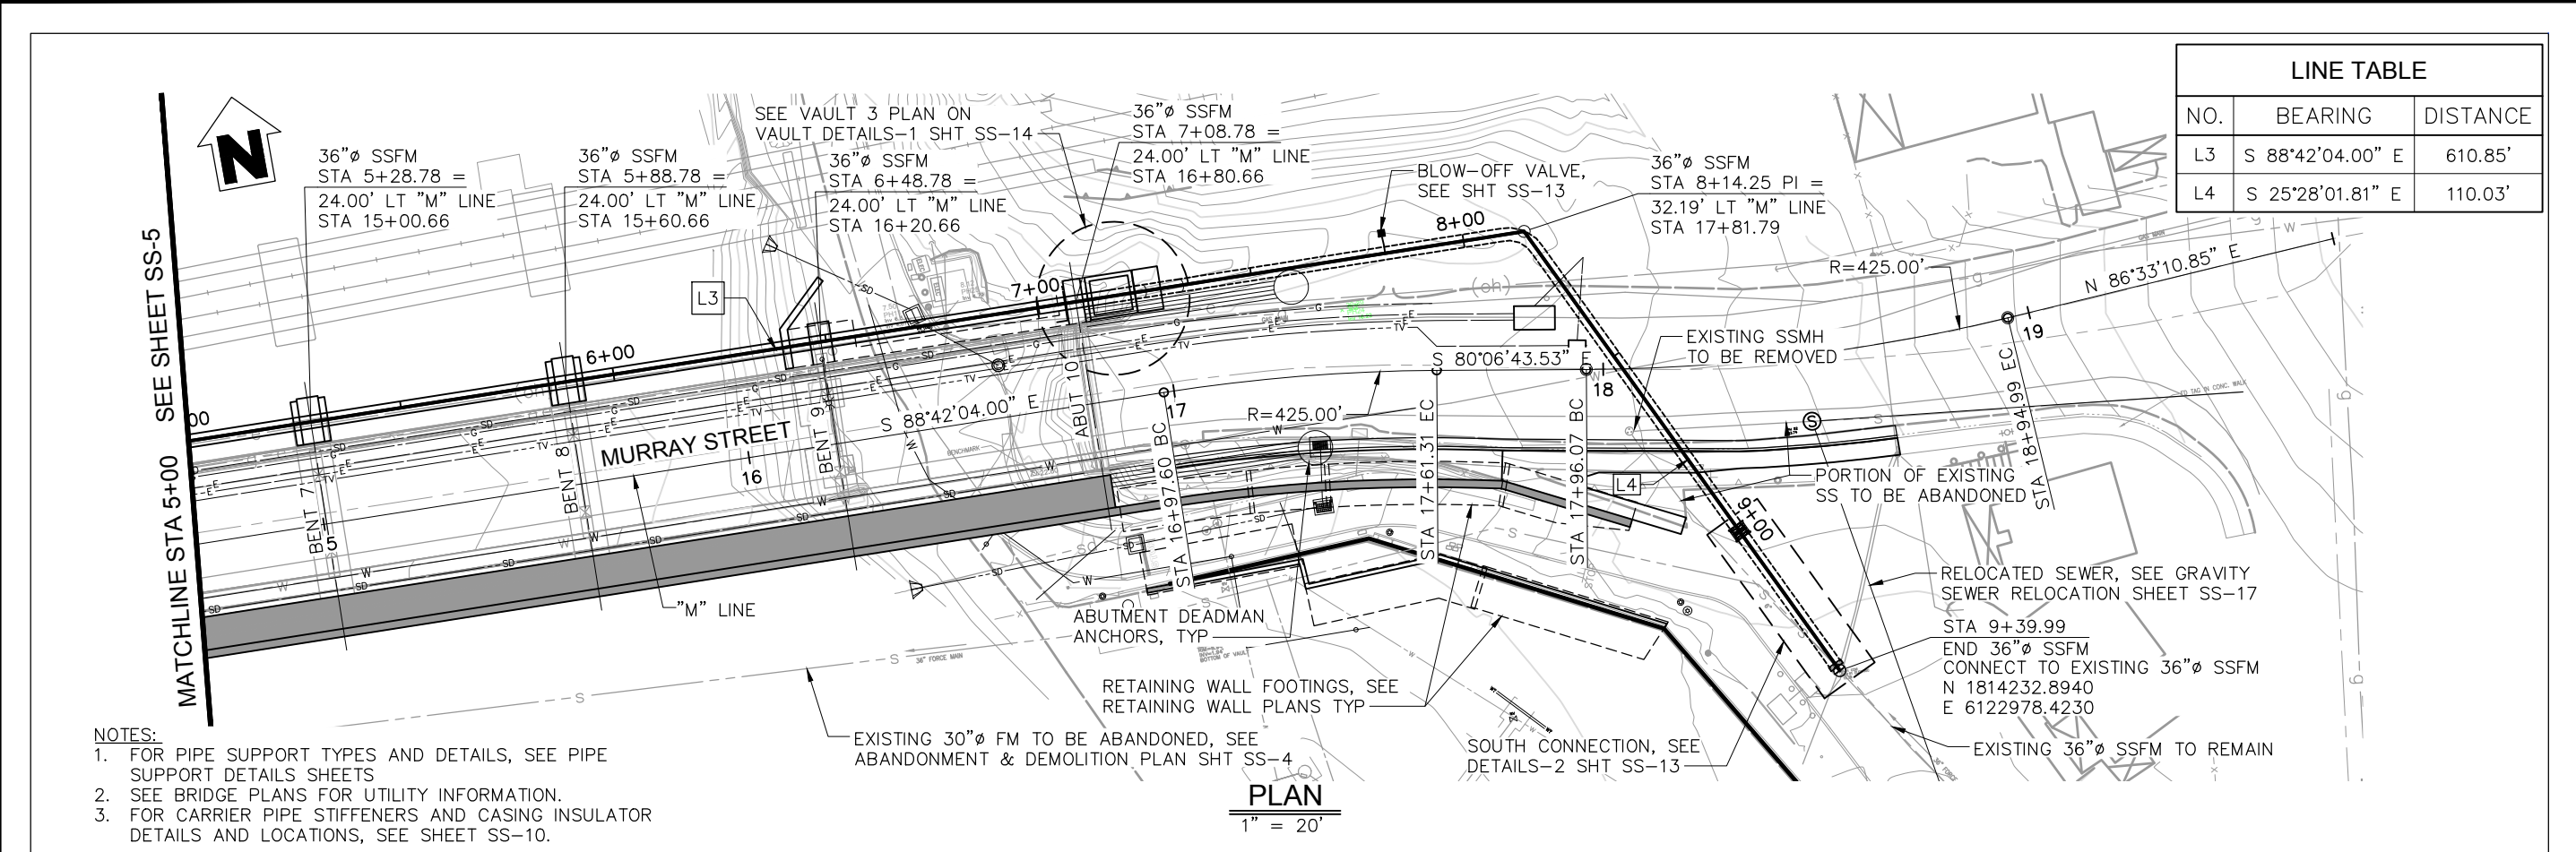 LINE TABLE
NO. BEARING DISTANCE
L3 S 88°42'04.00" E 610.85'
L4 S 25°28'01.81" E 110.03'
N
MATCHLINE STA 5+00 SEE SHEET SS-5
36"ø SSFM
STA 5+28.78 =
24.00' LT "M" LINE
STA 15+00.66
36"ø SSFM
STA 5+88.78 =
24.00' LT "M" LINE
STA 15+60.66
SEE VAULT 3 PLAN ON
VAULT DETAILS-1 SHT SS-14
36"ø SSFM
STA 6+48.78 =
24.00' LT "M" LINE
STA 16+20.66
36"ø SSFM
STA 7+08.78 =
24.00' LT "M" LINE
STA 16+80.66
BLOW-OFF VALVE,
SEE SHT SS-13
36"ø SSFM
STA 8+14.25 PI =
32.19' LT "M" LINE
STA 17+81.79
L3
00
6+00
7+00
8+00
9+00
R=425.00'
N 86°33'10.85" E
19
STA 18+94.99 EC
EXISTING SSMH
TO BE REMOVED
S 80°06'43.53" E
18
STA 17+96.07 BC
STA 17+61.31 EC
R=425.00'
17
STA 16+97.60 BC
S 88°42'04.00" E
MURRAY STREET
16
BENT 7
5
BENT 8
BENT 9
ABUT 10
BENCHMARK
L4
PORTION OF EXISTING
SS TO BE ABANDONED
RELOCATED SEWER, SEE GRAVITY
SEWER RELOCATION SHEET SS-17
STA 9+39.99
END 36"ø SSFM
CONNECT TO EXISTING 36"ø SSFM
N 1814232.8940
E 6122978.4230
EXISTING 36"ø SSFM TO REMAIN
"M" LINE
ABUTMENT DEADMAN
ANCHORS, TYP
36" FORCE MAIN
BOTTOM OF VAULT
RETAINING WALL FOOTINGS, SEE
RETAINING WALL PLANS TYP
SOUTH CONNECTION, SEE
DETAILS-2 SHT SS-13
EXISTING 30"ø FM TO BE ABANDONED, SEE
ABANDONMENT & DEMOLITION PLAN SHT SS-4
NOTES:
1. FOR PIPE SUPPORT TYPES AND DETAILS, SEE PIPE
SUPPORT DETAILS SHEETS
2. SEE BRIDGE PLANS FOR UTILITY INFORMATION.
3. FOR CARRIER PIPE STIFFENERS AND CASING INSULATOR
DETAILS AND LOCATIONS, SEE SHEET SS-10.
PLAN
1" = 20'